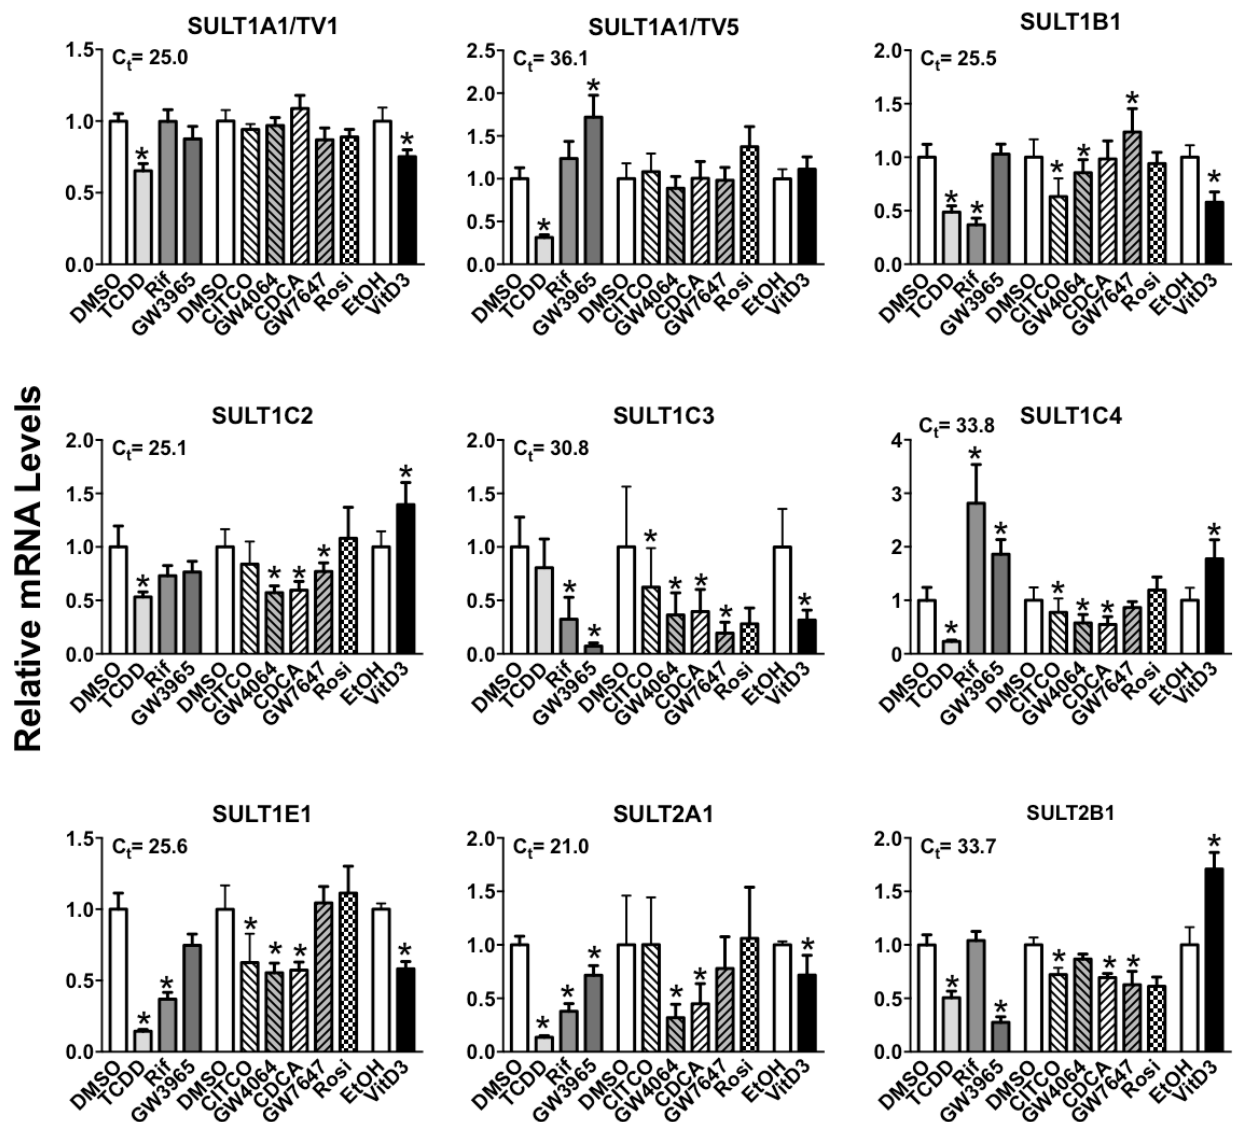 Relative mRNA Levels
SULT1A1/TV1
Ct= 25.0
1.5
1.0
0.5
0.0
DMSO
TCDD
Rif
GW3965
DMSO
CITCO
GW4064
CDCA
GW7647
Rosi
EtOH
VitD3
* *
SULT1A1/TV5
Ct= 36.1
2.5
2.0
1.5
1.0
0.5
0.0
DMSO
TCDD
Rif
GW3965
DMSO
CITCO
GW4064
CDCA
GW7647
Rosi
EtOH
VitD3
* *
SULT1B1
Ct= 25.5
2.0
1.5
1.0
0.5
0.0
DMSO
TCDD
Rif
GW3965
DMSO
CITCO
GW4064
CDCA
GW7647
Rosi
EtOH
VitD3
* * * * * *
SULT1C2
Ct= 25.1
2.0
1.5
1.0
0.5
0.0
DMSO
TCDD
Rif
GW3965
DMSO
CITCO
GW4064
CDCA
GW7647
Rosi
EtOH
VitD3
* * * * *
SULT1C3
Ct= 30.8
2.0
1.5
1.0
0.5
0.0
DMSO
TCDD
Rif
GW3965
DMSO
CITCO
GW4064
CDCA
GW7647
Rosi
EtOH
VitD3
* * * * * * *
SULT1C4
Ct= 33.8
4
3
2
1
0
DMSO
TCDD
Rif
GW3965
DMSO
CITCO
GW4064
CDCA
GW7647
Rosi
EtOH
VitD3
* * * * * * *
SULT1E1
Ct= 25.6
1.5
1.0
0.5
0.0
DMSO
TCDD
Rif
GW3965
DMSO
CITCO
GW4064
CDCA
GW7647
Rosi
EtOH
VitD3
* * * * * *
SULT2A1
Ct= 21.0
2.0
1.5
1.0
0.5
0.0
DMSO
TCDD
Rif
GW3965
DMSO
CITCO
GW4064
CDCA
GW7647
Rosi
EtOH
VitD3
* * * * * *
SULT2B1
Ct= 33.7
2.0
1.5
1.0
0.5
0.0
DMSO
TCDD
Rif
GW3965
DMSO
CITCO
GW4064
CDCA
GW7647
Rosi
EtOH
VitD3
* * * * * *